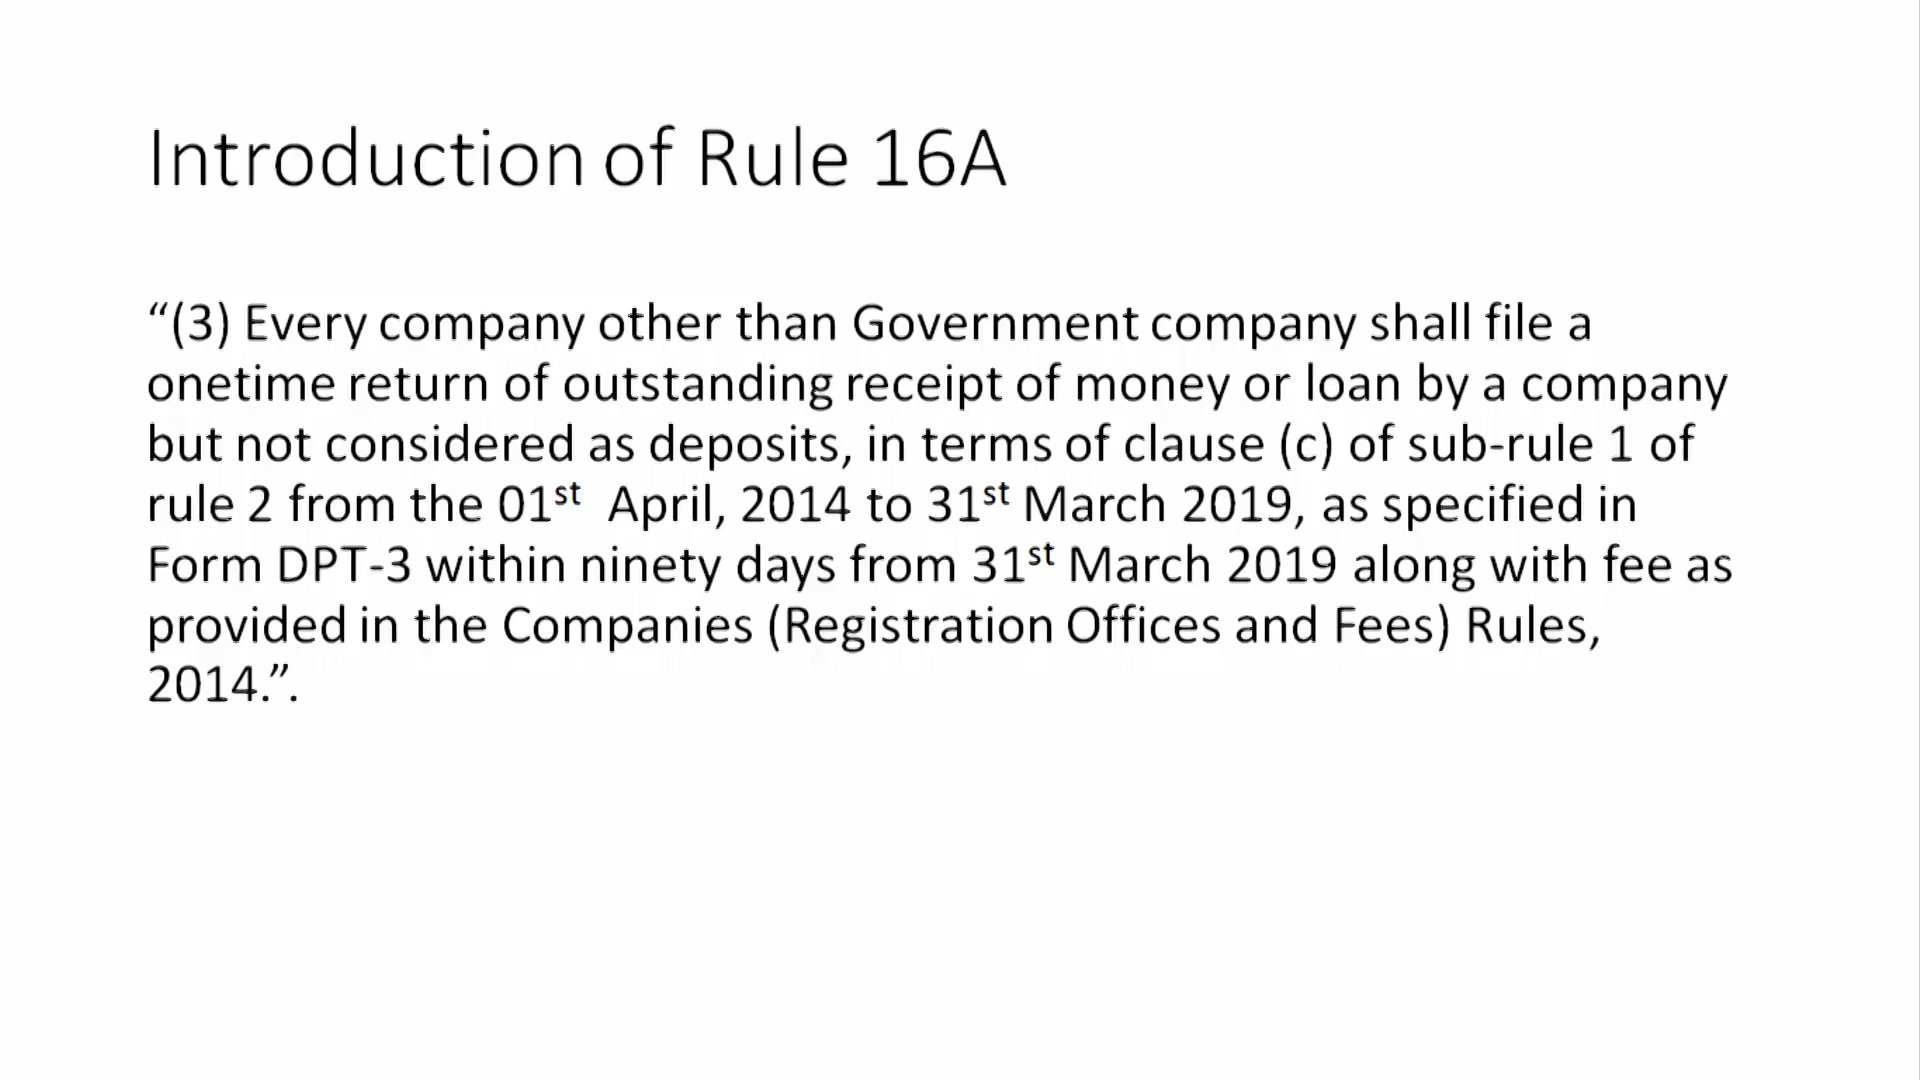 Introduction of Rule 16A
“(3) Every company other than Government company shall file a
onetime return of outstanding receipt of money or loan by a company
but not considered as deposits, in terms of clause (c) of sub-rule 1 of
rule 2 from the 01st April, 2014 to 31st March 2019, as specified in
Form DPT-3 within ninety days from 31st March 2019 along with fee as
provided in the Companies (Registration Offices and Fees) Rules,
2014.”.